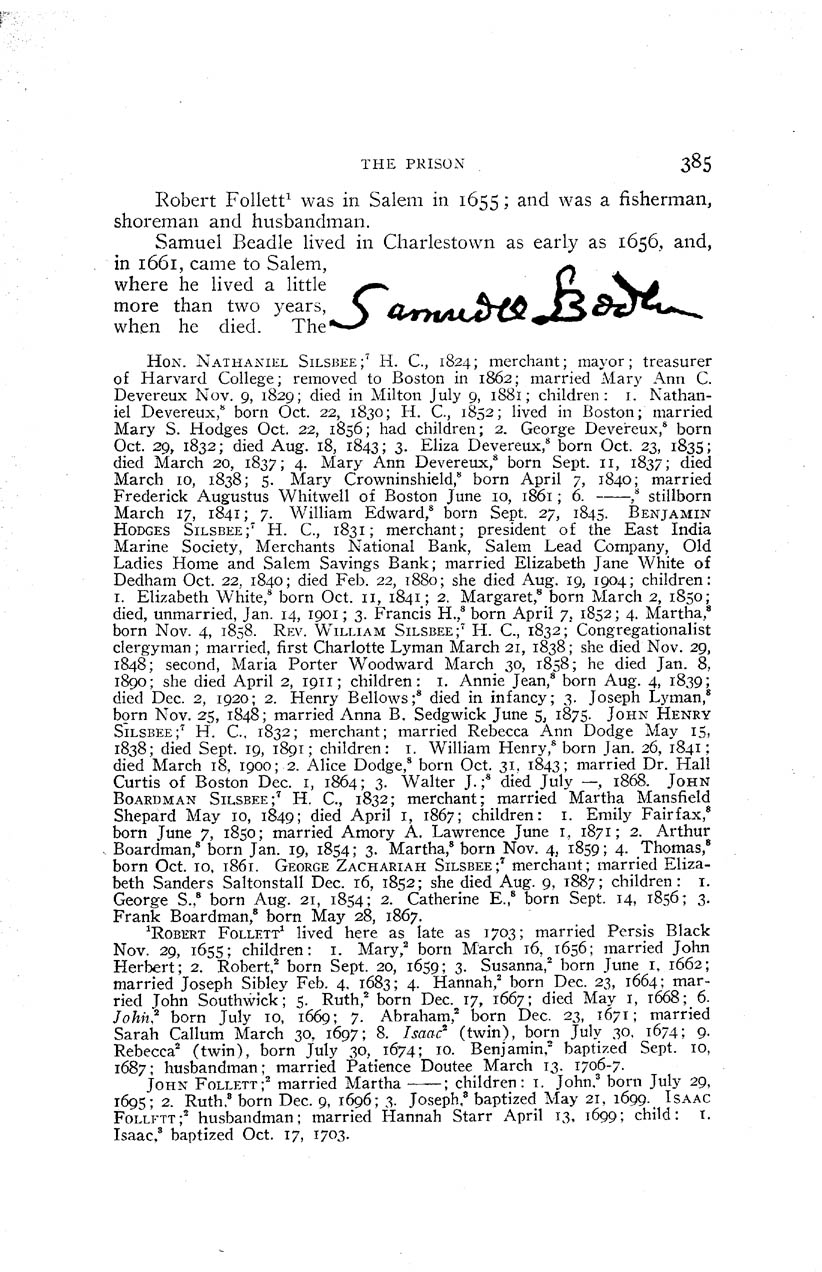 THE PRISON 385
Robert Follett¹ was in Salem in 1655; and was a fisherman,
shoreman and husbandman.
Samuel Beadle lived in Charlestown as early as 1656, and,
in 1661, came to Salem,
where he lived a little
more than two years,
when he died. The
Samuell Bedle
HON. NATHANIEL SILSBEE;⁷ H. C., 1824; merchant; mayor; treasurer
of Harvard College; removed to Boston in 1862; married Mary Ann C.
Devereux Nov. 9, 1829; died in Milton July 9, 1881; children: 1. Nathan-
iel Devereux,⁸ born Oct. 22, 1830; H. C., 1852; lived in Boston; married
Mary S. Hodges Oct. 22, 1856; had children; 2. George Devereux,⁸ born
Oct. 29, 1832; died Aug. 18, 1843; 3. Eliza Devereux,⁸ born Oct. 23, 1835;
died March 20, 1837; 4. Mary Ann Devereux,⁸ born Sept. 11, 1837; died
March 10, 1838; 5. Mary Crowninshield,⁸ born April 7, 1840; married
Frederick Augustus Whitwell of Boston June 10, 1861; 6. ——,⁸ stillborn
March 17, 1841; 7. William Edward,⁸ born Sept. 27, 1845. BENJAMIN
HODGES SILSBEE;⁷ H. C., 1831; merchant; president of the East India
Marine Society, Merchants National Bank, Salem Lead Company, Old
Ladies Home and Salem Savings Bank; married Elizabeth Jane White of
Dedham Oct. 22, 1840; died Feb. 22, 1880; she died Aug. 19, 1904; children:
1. Elizabeth White,⁸ born Oct. 11, 1841; 2. Margaret,⁸ born March 2, 1850;
died, unmarried, Jan. 14, 1901; 3. Francis H.,⁸ born April 7, 1852; 4. Martha,⁸
born Nov. 4, 1858. REV. WILLIAM SILSBEE;⁷ H. C., 1832; Congregationalist
clergyman; married, first Charlotte Lyman March 21, 1838; she died Nov. 29,
1848; second, Maria Porter Woodward March 30, 1858; he died Jan. 8,
1890; she died April 2, 1911; children: 1. Annie Jean,⁸ born Aug. 4, 1839;
died Dec. 2, 1920; 2. Henry Bellows;⁸ died in infancy; 3. Joseph Lyman,⁸
born Nov. 25, 1848; married Anna B. Sedgwick June 5, 1875. JOHN HENRY
SILSBEE;⁷ H. C., 1832; merchant; married Rebecca Ann Dodge May 15,
1838; died Sept. 19, 1891; children: 1. William Henry,⁸ born Jan. 26, 1841;
died March 18, 1900; 2. Alice Dodge,⁸ born Oct. 31, 1843; married Dr. Hall
Curtis of Boston Dec. 1, 1864; 3. Walter J.;⁸ died July —, 1868. JOHN
BOARDMAN SILSBEE;⁷ H. C., 1832; merchant; married Martha Mansfield
Shepard May 10, 1849; died April 1, 1867; children: 1. Emily Fairfax,⁸
born June 7, 1850; married Amory A. Lawrence June 1, 1871; 2. Arthur
Boardman,⁸ born Jan. 19, 1854; 3. Martha,⁸ born Nov. 4, 1859; 4. Thomas,⁸
born Oct. 10, 1861. GEORGE ZACHARIAH SILSBEE;⁷ merchant; married Eliza-
beth Sanders Saltonstall Dec. 16, 1852; she died Aug. 9, 1887; children: 1.
George S.,⁸ born Aug. 21, 1854; 2. Catherine E.,⁸ born Sept. 14, 1856; 3.
Frank Boardman,⁸ born May 28, 1867.
¹ROBERT FOLLETT¹ lived here as late as 1703; married Persis Black
Nov. 29, 1655; children: 1. Mary,² born March 16, 1656; married John
Herbert; 2. Robert,² born Sept. 20, 1659; 3. Susanna,² born June 1, 1662;
married Joseph Sibley Feb. 4, 1683; 4. Hannah,² born Dec. 23, 1664; mar-
ried John Southwick; 5. Ruth,² born Dec. 17, 1667; died May 1, 1668; 6.
John,² born July 10, 1669; 7. Abraham,² born Dec. 23, 1671; married
Sarah Callum March 30, 1697; 8. Isaac² (twin), born July 30, 1674; 9.
Rebecca² (twin), born July 30, 1674; 10. Benjamin,² baptized Sept. 10,
1687; husbandman; married Patience Doutee March 13, 1706-7.
JOHN FOLLETT;² married Martha ——; children: 1. John,³ born July 29,
1695; 2. Ruth,³ born Dec. 9, 1696; 3. Joseph,³ baptized May 21, 1699. ISAAC
FOLLETT;² husbandman; married Hannah Starr April 13, 1699; child: 1.
Isaac,³ baptized Oct. 17, 1703.